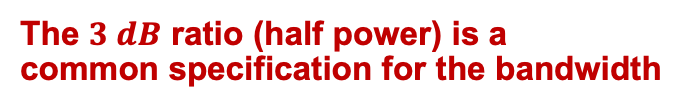 The 3 dB ratio (half power) is a
common specification for the bandwidth